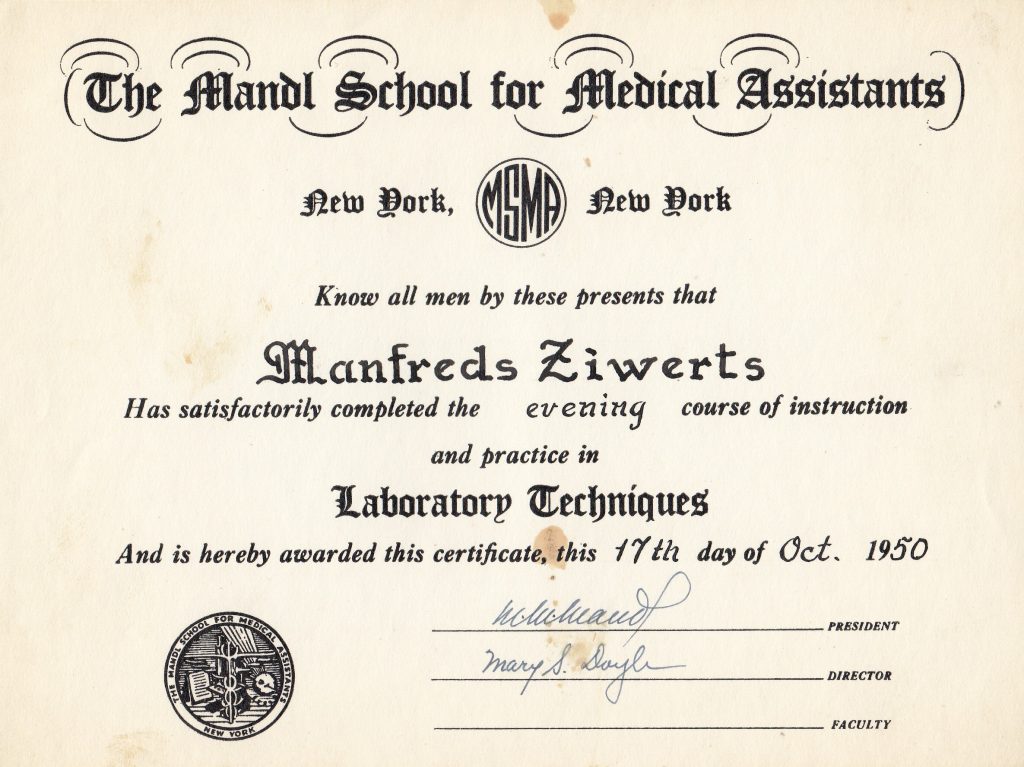 The Mandl School for Medical Assistants
New York, MSMA New York
Know all men by these presents that
Manfreds Ziwerts
Has satisfactorily completed the evening course of instruction
and practice in
Laboratory Techniques
And is hereby awarded this certificate, this 17th day of Oct. 1950
PRESIDENT
Mary S. Doyle DIRECTOR
FACULTY
THE MANDL SCHOOL FOR MEDICAL ASSISTANTS
NEW YORK